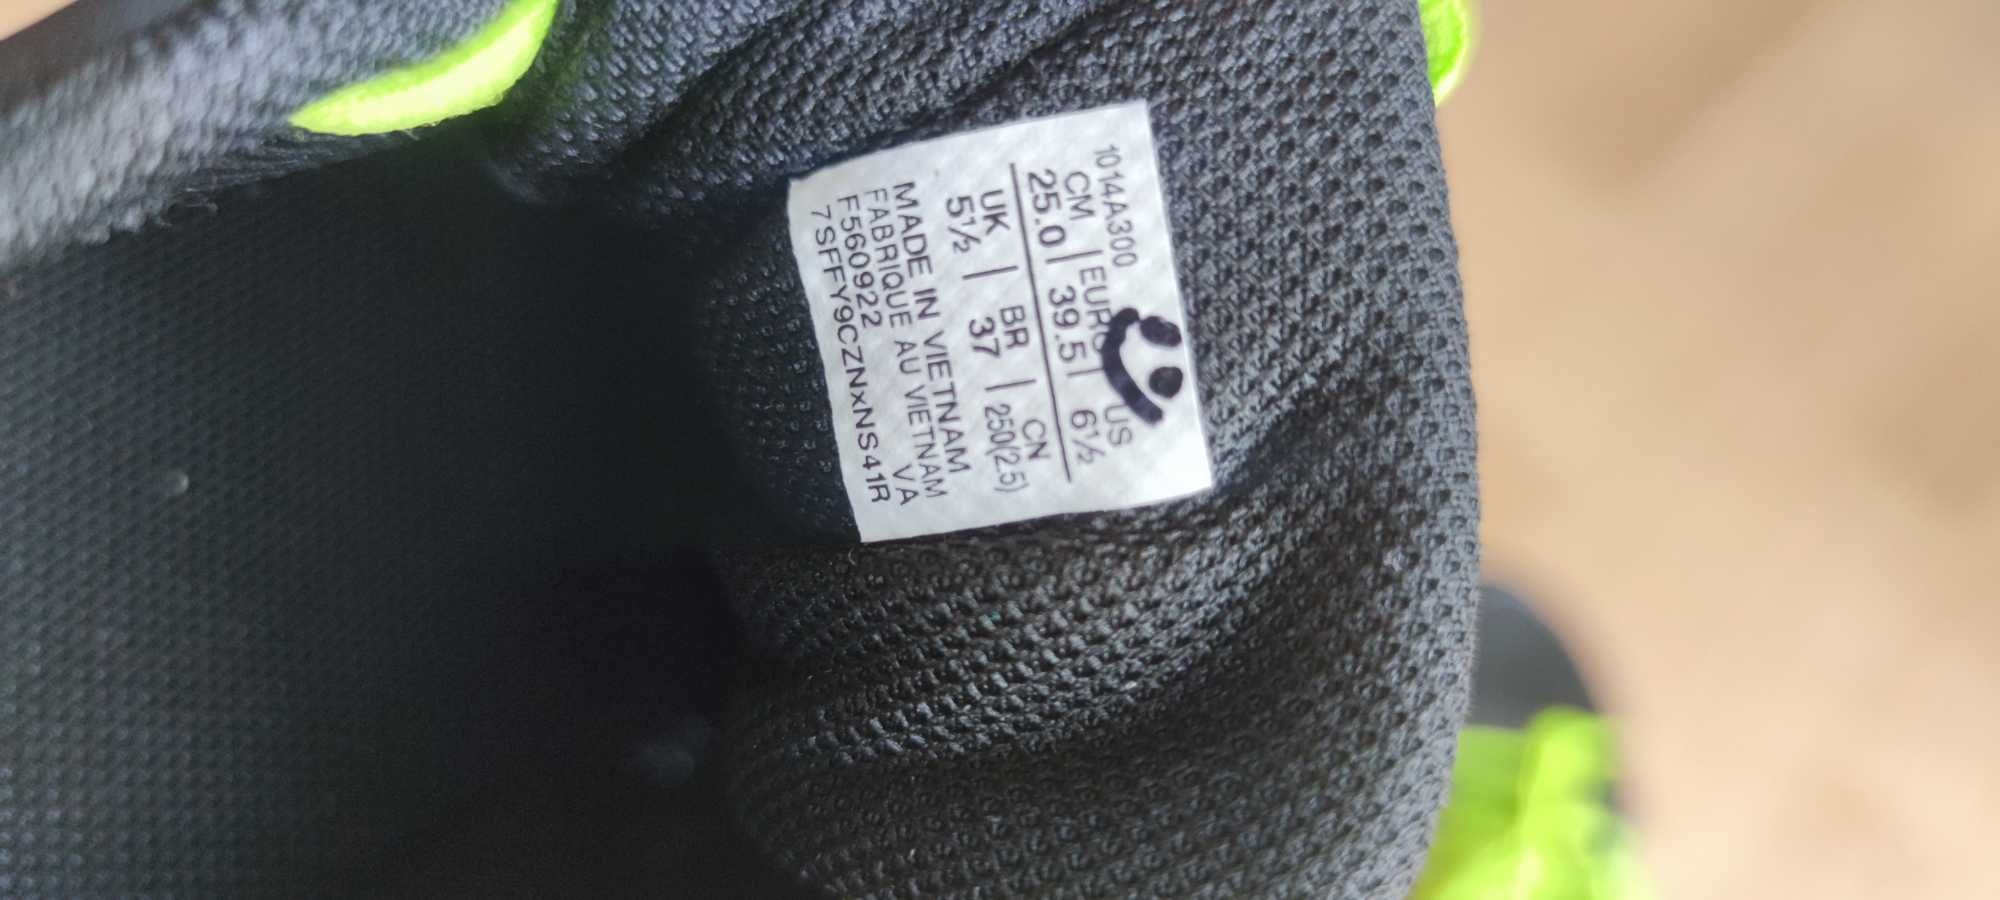 1014A300
CM | EURO US
25.0 | 39.5 | 6½
UK | BR | CN
5½ | 37 | 250(2.5)
MADE IN VIETNAM
FABRIQUE AU VIETNAM
F560922 VA
7SFFY9CZNxNS41R